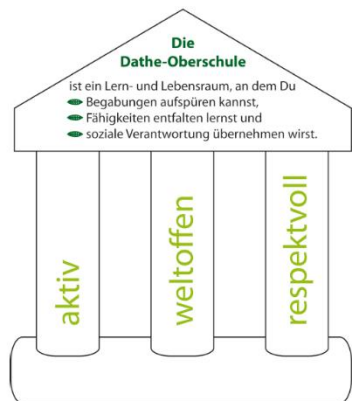 Die
Dathe-Oberschule
ist ein Lern- und Lebensraum, an dem Du
Begabungen aufspüren kannst,
Fähigkeiten entfalten lernst und
soziale Verantwortung übernehmen wirst.
aktiv
weltoffen
respektvoll